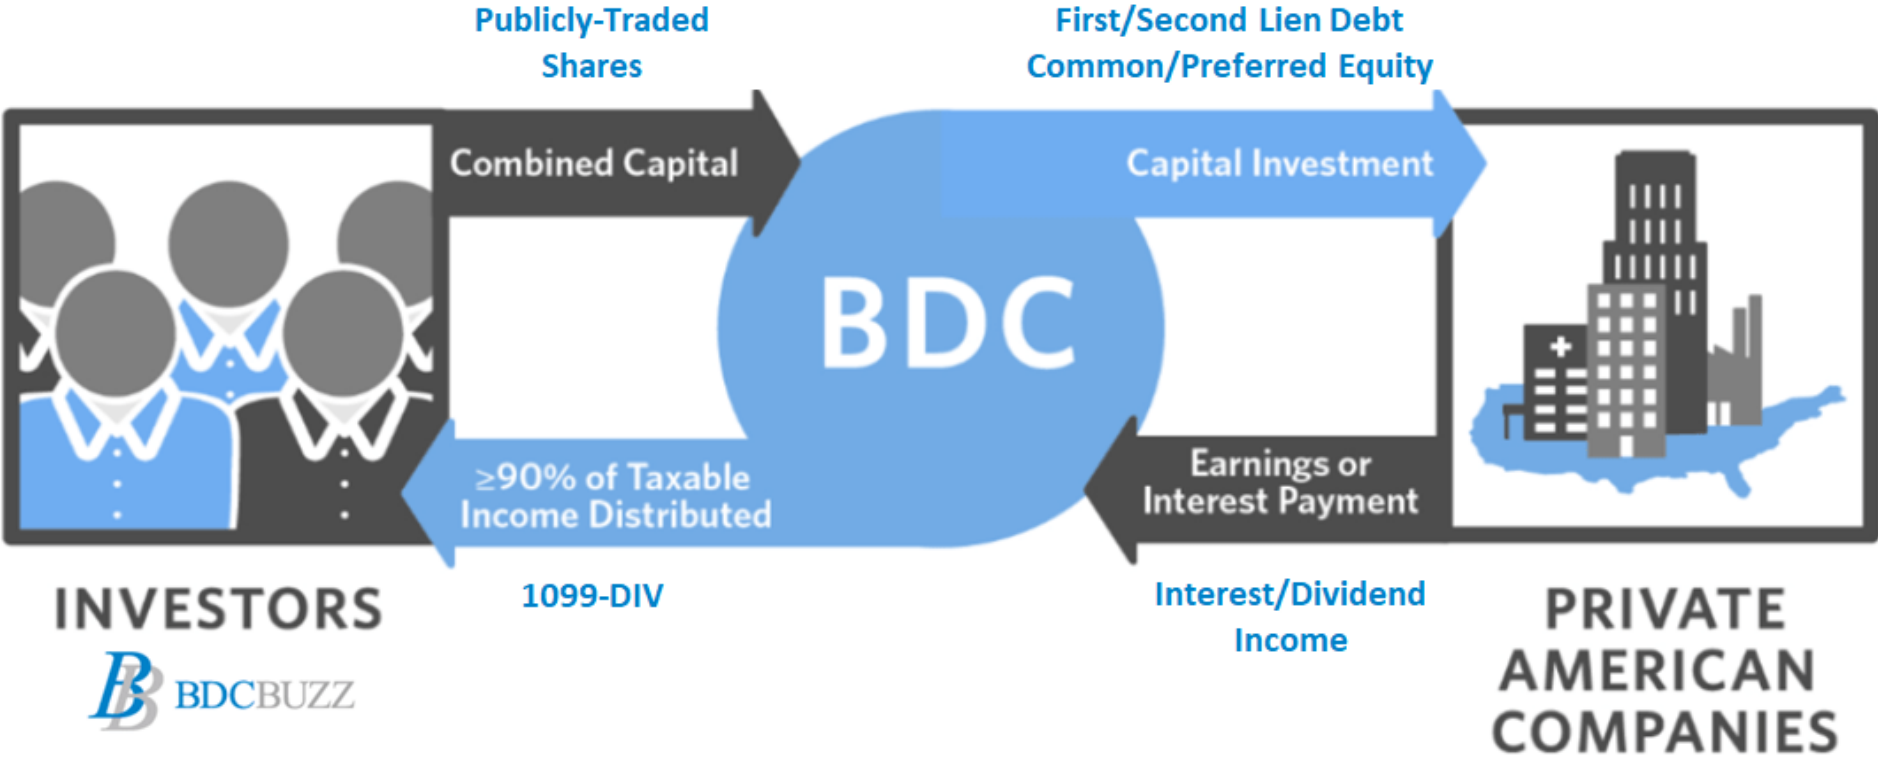 Publicly-Traded
Shares
First/Second Lien Debt
Common/Preferred Equity
Combined Capital
Capital Investment
BDC
≥90% of Taxable
Income Distributed
Earnings or
Interest Payment
1099-DIV
Interest/Dividend
Income
INVESTORS
BB BDCBUZZ
PRIVATE
AMERICAN
COMPANIES